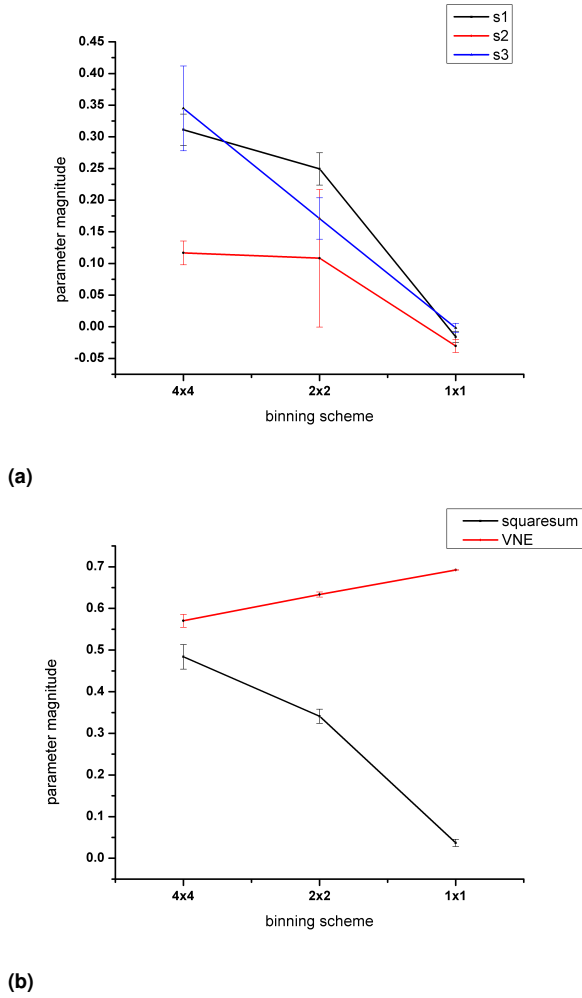 s1
s2
s3
0.45
0.40
0.35
0.30
0.25
0.20
0.15
0.10
0.05
0.00
-0.05
parameter magnitude
4x4
2x2
1x1
binning scheme
(a)
squaresum
VNE
0.7
0.6
0.5
0.4
0.3
0.2
0.1
0.0
parameter magnitude
4x4
2x2
1x1
binning scheme
(b)